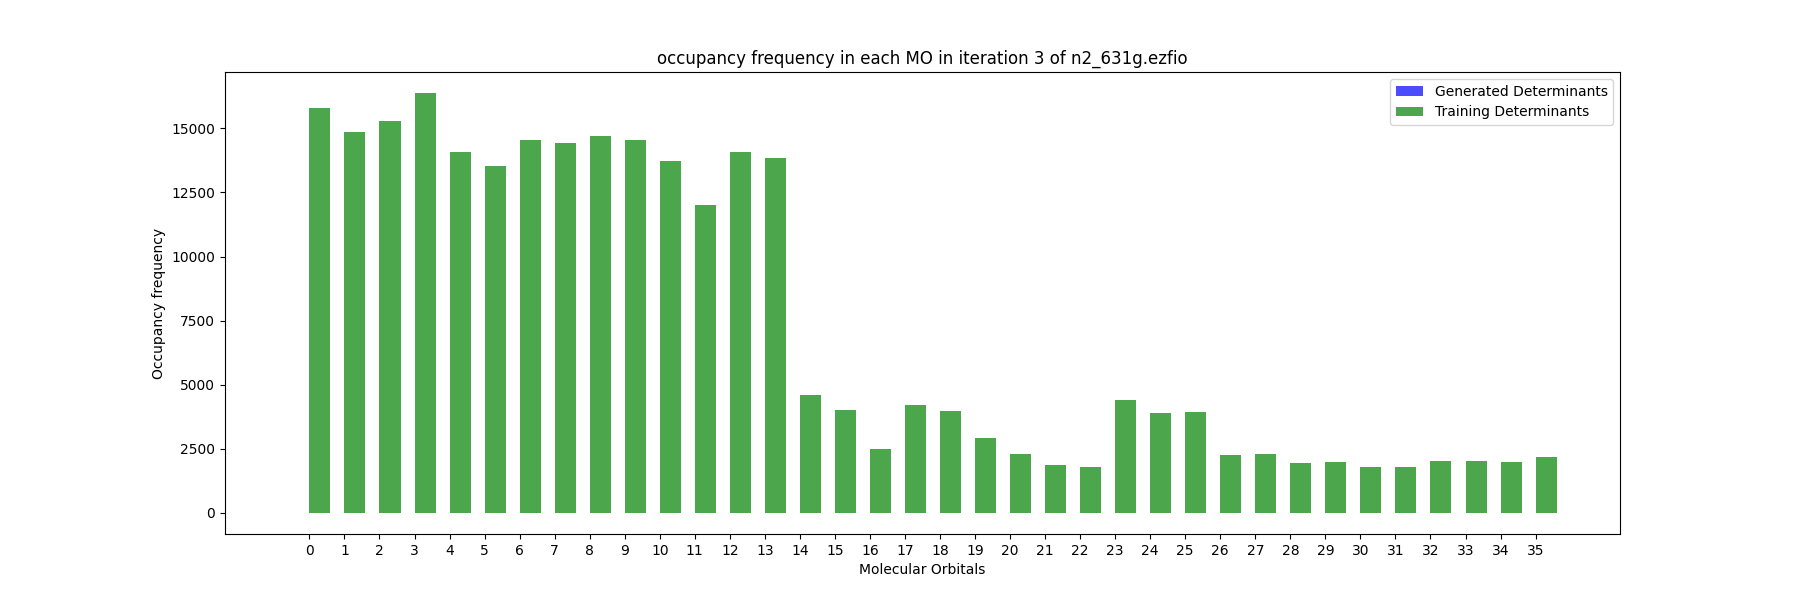 occupancy frequency in each MO in iteration 3 of n2_631g.ezfio
Generated Determinants
Training Determinants
Occupancy frequency
15000
12500
10000
7500
5000
2500
0
0 1 2 3 4 5 6 7 8 9 10 11 12 13 14 15 16 17 18 19 20 21 22 23 24 25 26 27 28 29 30 31 32 33 34 35
Molecular Orbitals